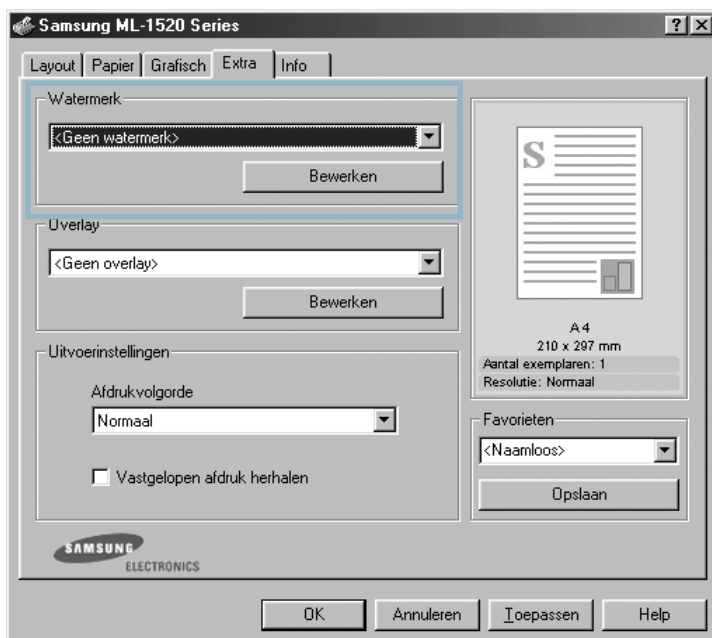 Samsung ML-1520 Series
Layout Papier Grafisch Extra Info
Watermerk
<Geen watermerk>
Bewerken
Overlay
<Geen overlay>
Bewerken
Uitvoerinstellingen
Afdrukvolgorde
Normaal
Vastgelopen afdruk herhalen
SAMSUNG
ELECTRONICS
S
A4
210 x 297 mm
Aantal exemplaren: 1
Resolutie: Normaal
Favorieten
<Naamloos>
Opslaan
OK Annuleren Toepassen Help